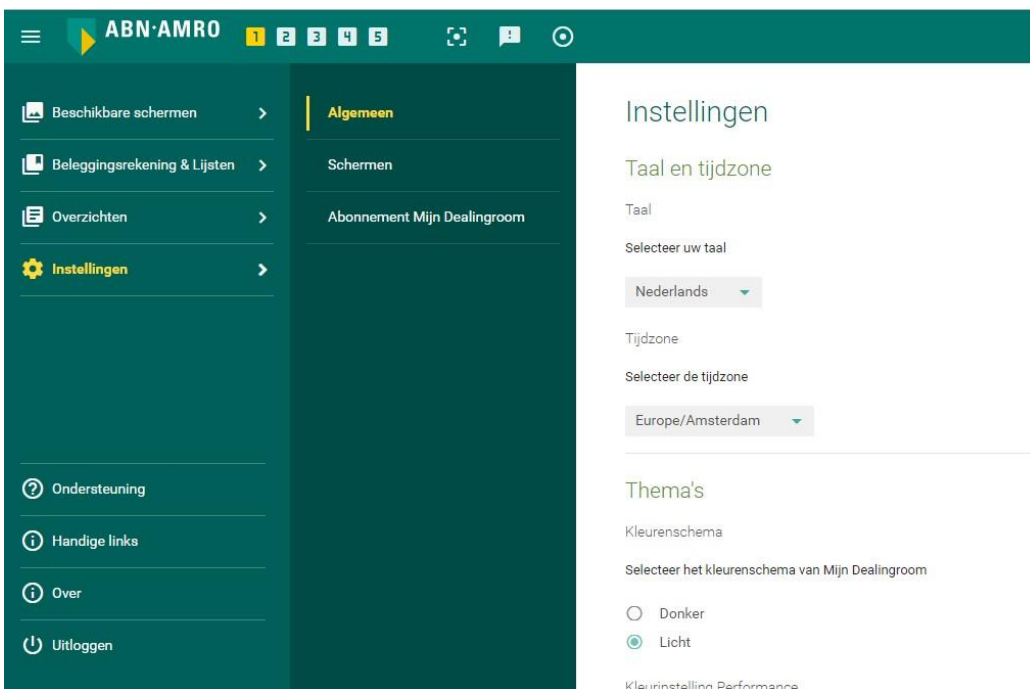 ABN·AMRO
1 2 3 4 5
Beschikbare schermen
Beleggingsrekening & Lijsten
Overzichten
Instellingen
Ondersteuning
Handige links
Over
Uitloggen
Algemeen
Schermen
Abonnement Mijn Dealingroom
Instellingen
Taal en tijdzone
Taal
Selecteer uw taal
Nederlands
Tijdzone
Selecteer de tijdzone
Europe/Amsterdam
Thema's
Kleurenschema
Selecteer het kleurenschema van Mijn Dealingroom
Donker
Licht
Kleurinstelling Performance